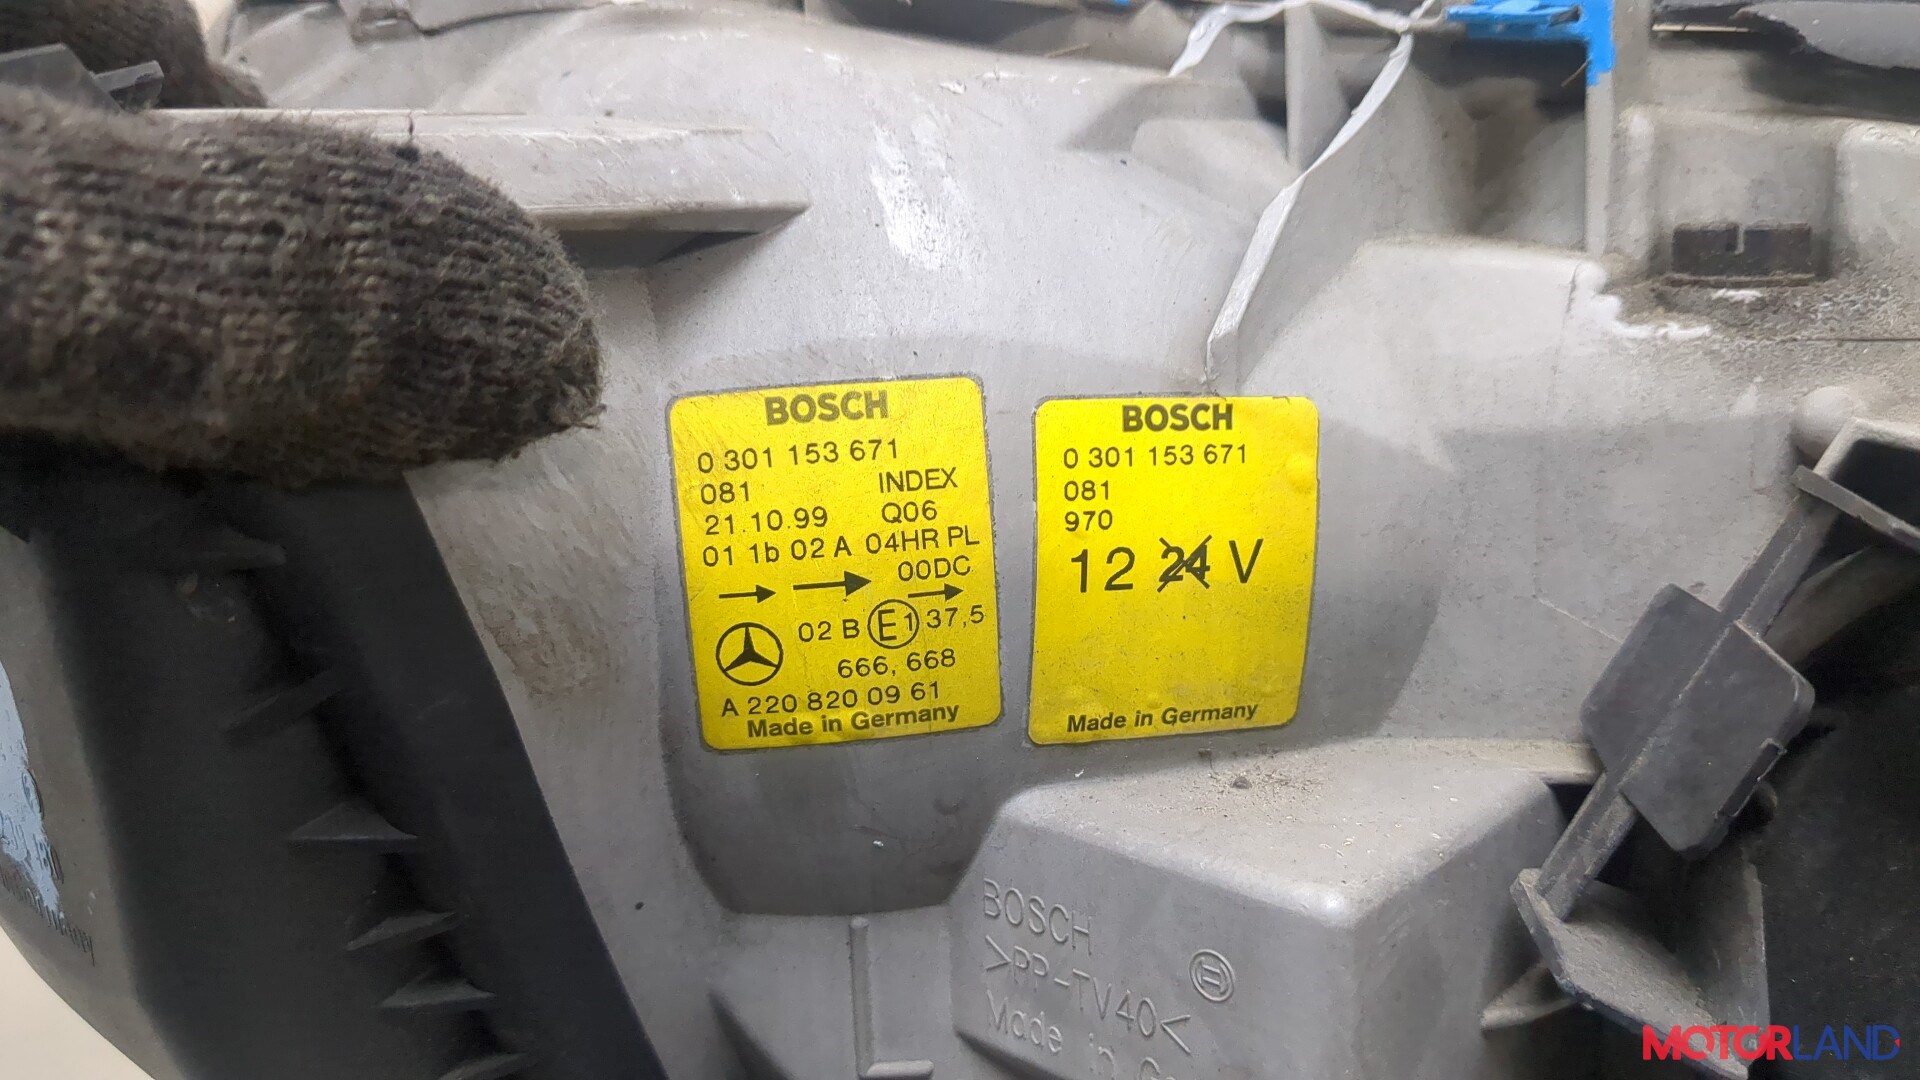 BOSCH
0 301 153 671
081 INDEX
21.10.99 Q06
01 1b 02 A 04HR PL
00DC
02 B E1 37,5
666, 668
A 220 820 09 61
Made in Germany
BOSCH
0 301 153 671
081
970
12 24 V
Made in Germany
BOSCH
>PP-TV40<
Made in
L
MOTORLAND